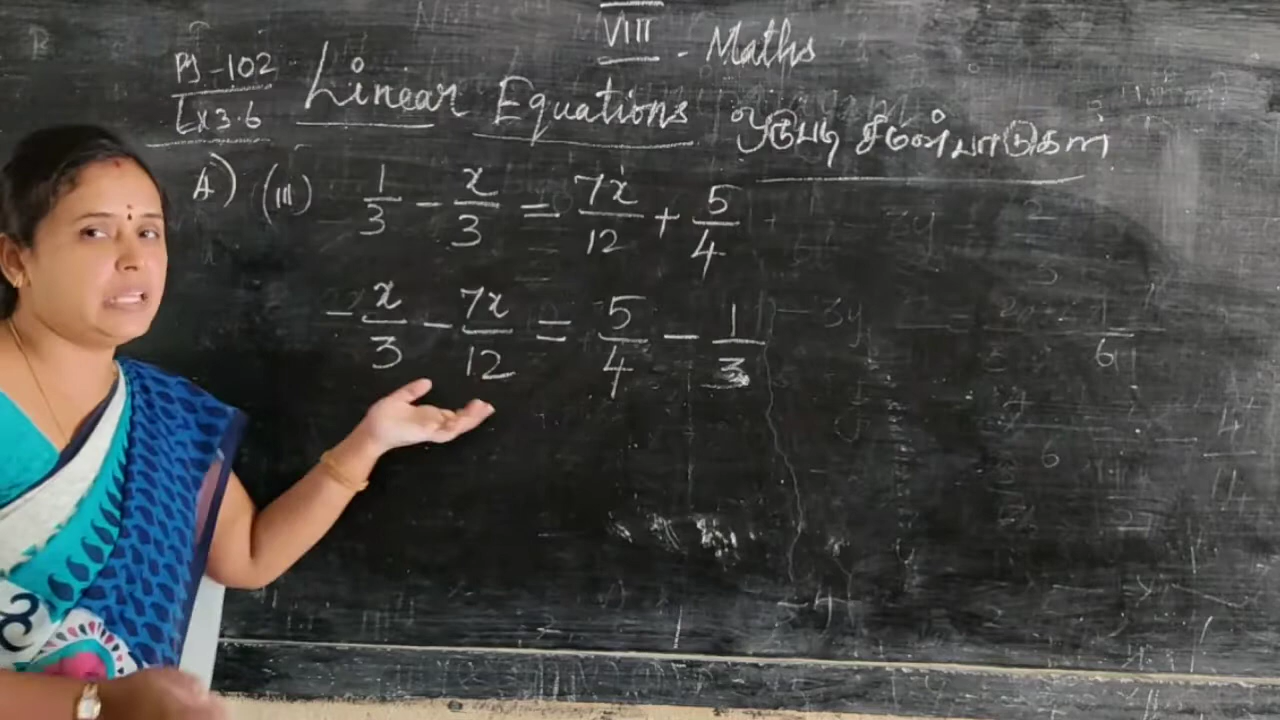 VIII - Maths
Pg -102
Ex 3.6
Linear Equations ஒருபடி சமன்பாடுகள்
A) (iii) 1/3 - x/3 = 7x/12 + 5/4
-x/3 - 7x/12 = 5/4 - 1/3